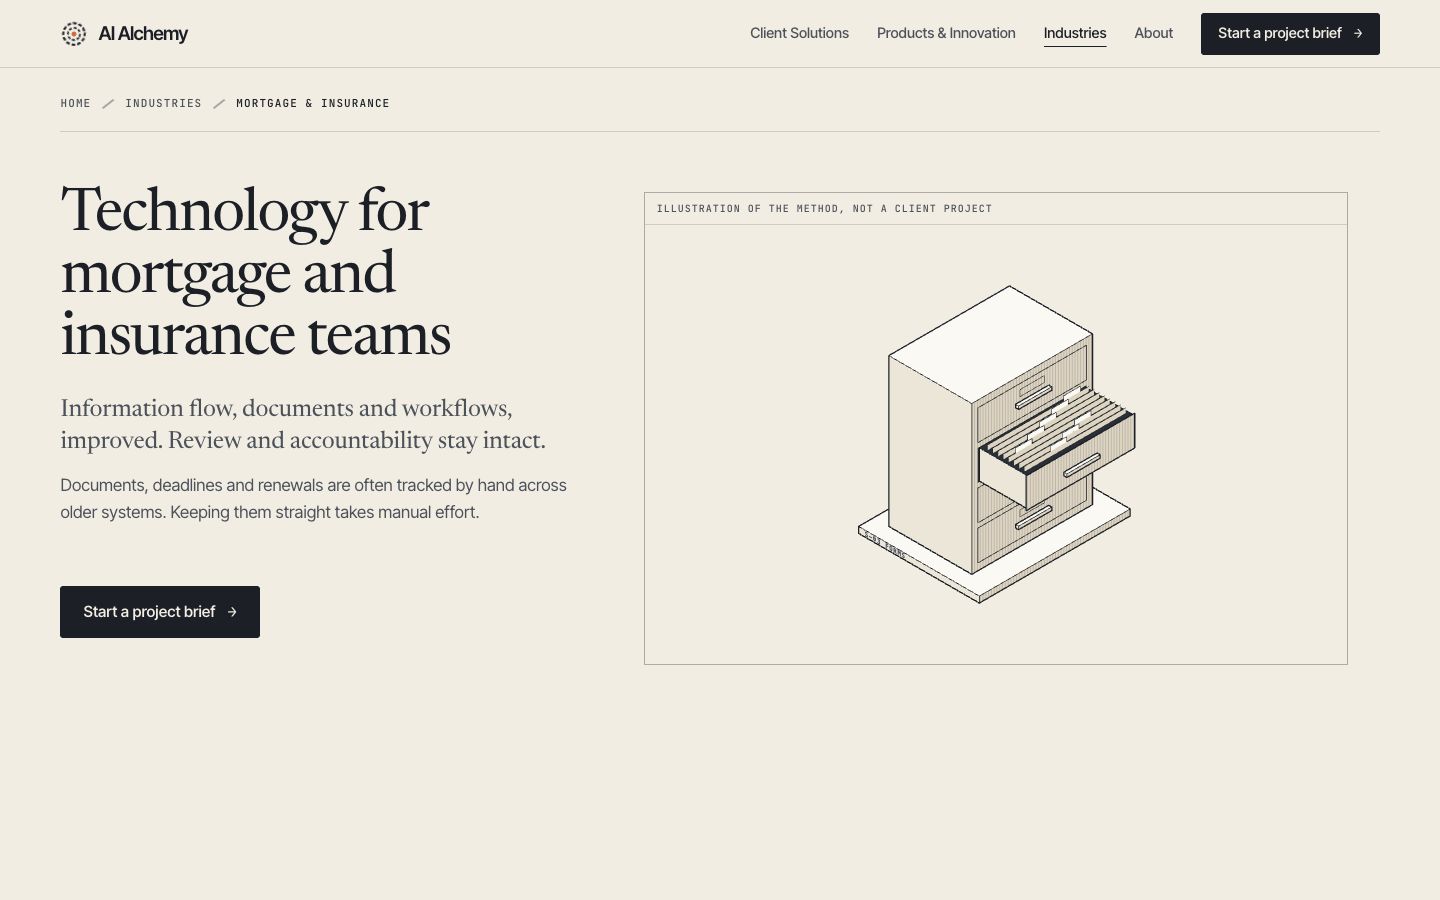 AI Alchemy
Client Solutions
Products & Innovation
Industries
About
Start a project brief →
HOME / INDUSTRIES / MORTGAGE & INSURANCE
Technology for
mortgage and
insurance teams
Information flow, documents and workflows,
improved. Review and accountability stay intact.
Documents, deadlines and renewals are often tracked by hand across
older systems. Keeping them straight takes manual effort.
Start a project brief →
ILLUSTRATION OF THE METHOD, NOT A CLIENT PROJECT